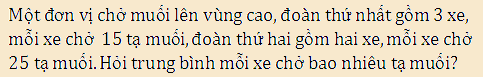 Một đơn vị chở muối lên vùng cao, đoàn thứ nhất gồm 3 xe,
mỗi xe chở 15 tạ muối, đoàn thứ hai gồm hai xe, mỗi xe chở
25 tạ muối. Hỏi trung bình mỗi xe chở bao nhiêu tạ muối?